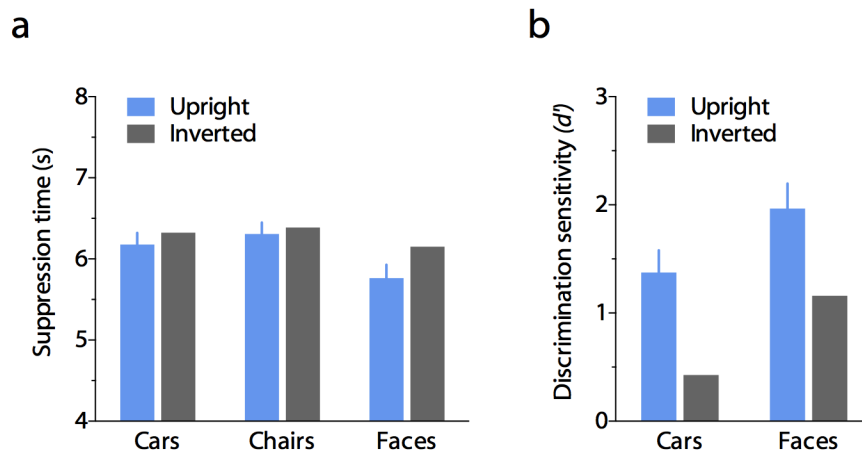 a
Suppression time (s)
8
7
6
5
4
Upright
Inverted
Cars Chairs Faces
b
Discrimination sensitivity (d')
3
2
1
0
Upright
Inverted
Cars Faces